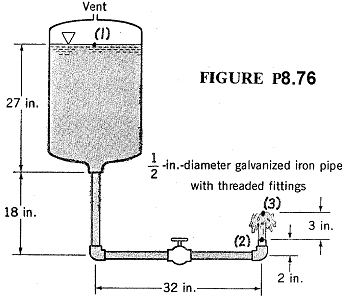 Vent
(1)
FIGURE P8.76
27 in.
1/2 -in.-diameter galvanized iron pipe
with threaded fittings
(3)
18 in.
3 in.
(2)
2 in.
32 in.